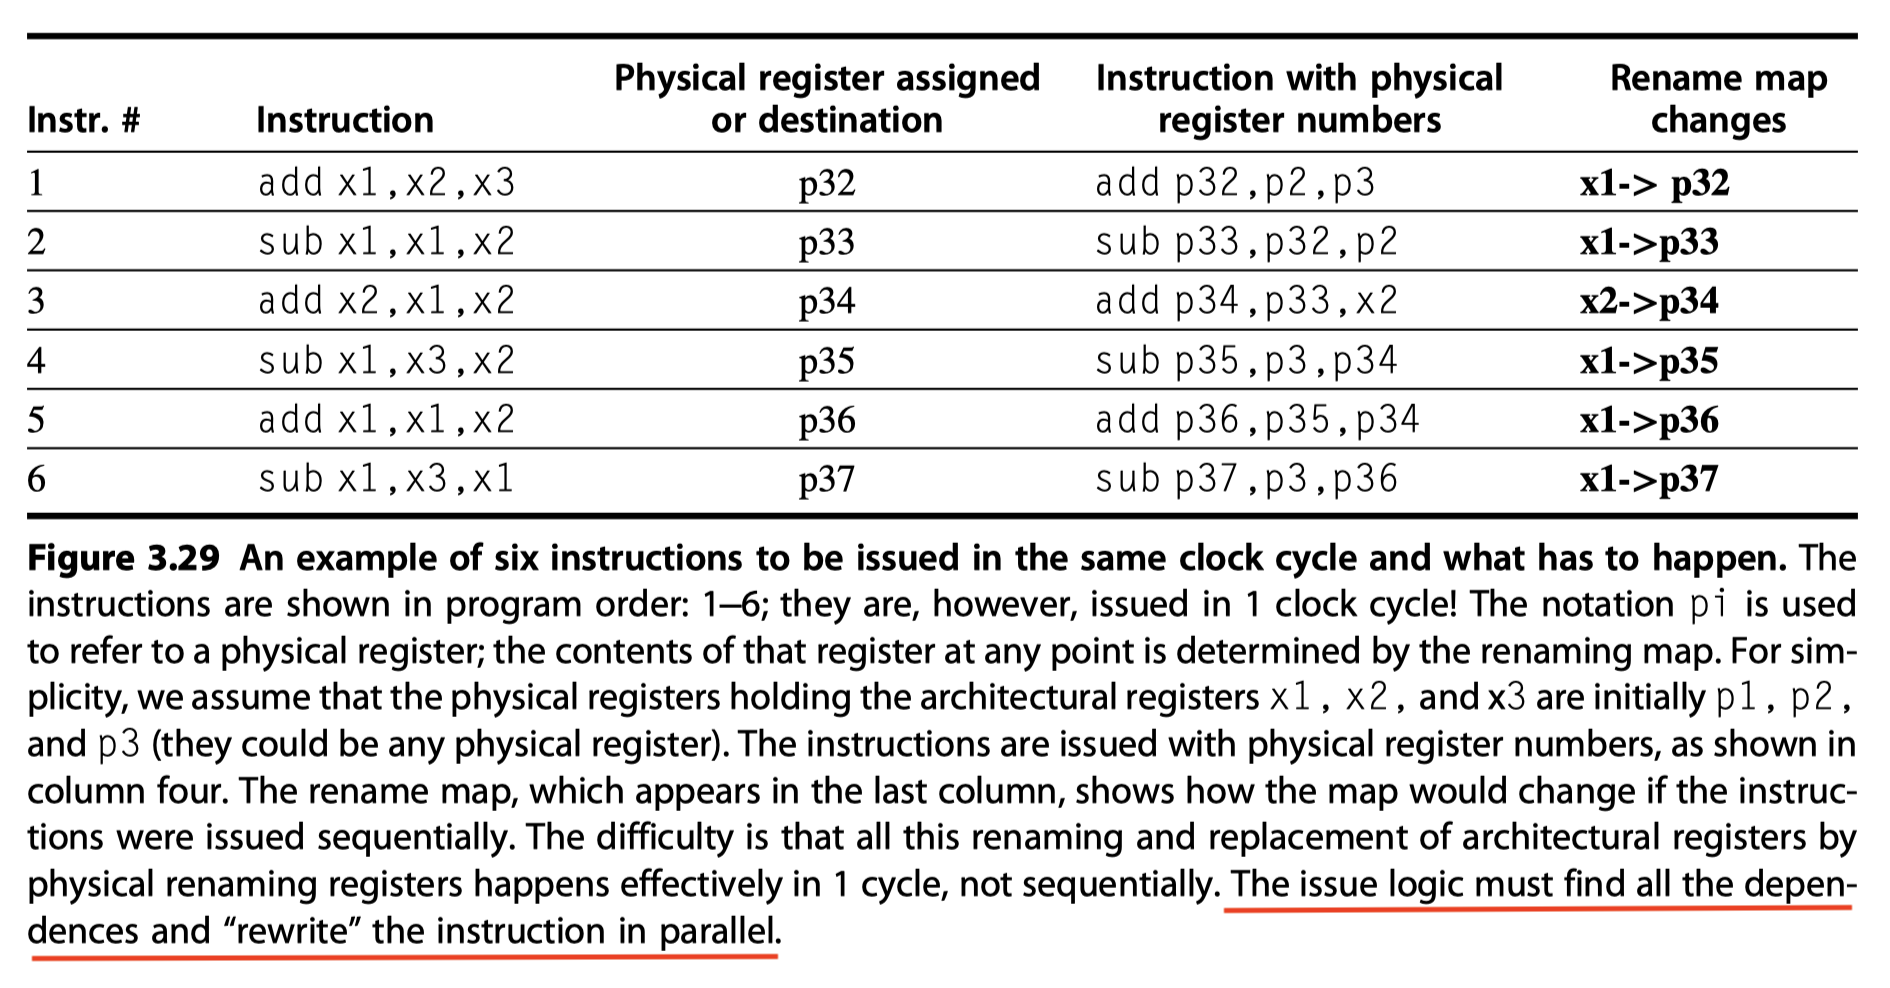 Physical register assigned Instruction with physical Rename map
Instr. # Instruction or destination register numbers changes
1 add x1,x2,x3 p32 add p32,p2,p3 x1-> p32
2 sub x1,x1,x2 p33 sub p33,p32,p2 x1->p33
3 add x2,x1,x2 p34 add p34,p33,x2 x2->p34
4 sub x1,x3,x2 p35 sub p35,p3,p34 x1->p35
5 add x1,x1,x2 p36 add p36,p35,p34 x1->p36
6 sub x1,x3,x1 p37 sub p37,p3,p36 x1->p37
Figure 3.29 An example of six instructions to be issued in the same clock cycle and what has to happen. The
instructions are shown in program order: 1–6; they are, however, issued in 1 clock cycle! The notation pi is used
to refer to a physical register; the contents of that register at any point is determined by the renaming map. For sim-
plicity, we assume that the physical registers holding the architectural registers x1, x2, and x3 are initially p1, p2,
and p3 (they could be any physical register). The instructions are issued with physical register numbers, as shown in
column four. The rename map, which appears in the last column, shows how the map would change if the instruc-
tions were issued sequentially. The difficulty is that all this renaming and replacement of architectural registers by
physical renaming registers happens effectively in 1 cycle, not sequentially. The issue logic must find all the depen-
dences and “rewrite” the instruction in parallel.